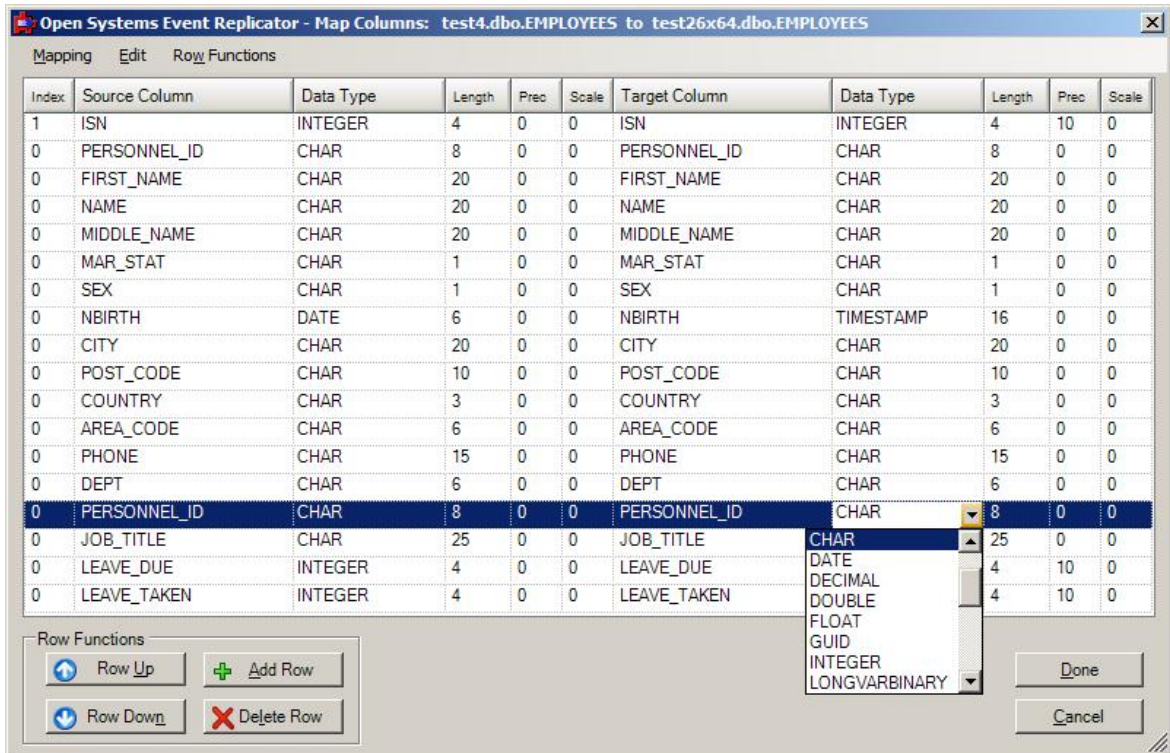 Open Systems Event Replicator - Map Columns: test4.dbo.EMPLOYEES to test26x64.dbo.EMPLOYEES
Mapping Edit Row Functions
Index Source Column Data Type Length Prec Scale Target Column Data Type Length Prec Scale
1 ISN INTEGER 4 0 0 ISN INTEGER 4 10 0
0 PERSONNEL_ID CHAR 8 0 0 PERSONNEL_ID CHAR 8 0 0
0 FIRST_NAME CHAR 20 0 0 FIRST_NAME CHAR 20 0 0
0 NAME CHAR 20 0 0 NAME CHAR 20 0 0
0 MIDDLE_NAME CHAR 20 0 0 MIDDLE_NAME CHAR 20 0 0
0 MAR_STAT CHAR 1 0 0 MAR_STAT CHAR 1 0 0
0 SEX CHAR 1 0 0 SEX CHAR 1 0 0
0 NBIRTH DATE 6 0 0 NBIRTH TIMESTAMP 16 0 0
0 CITY CHAR 20 0 0 CITY CHAR 20 0 0
0 POST_CODE CHAR 10 0 0 POST_CODE CHAR 10 0 0
0 COUNTRY CHAR 3 0 0 COUNTRY CHAR 3 0 0
0 AREA_CODE CHAR 6 0 0 AREA_CODE CHAR 6 0 0
0 PHONE CHAR 15 0 0 PHONE CHAR 15 0 0
0 DEPT CHAR 6 0 0 DEPT CHAR 6 0 0
0 PERSONNEL_ID CHAR 8 0 0 PERSONNEL_ID CHAR 8 0 0
0 JOB_TITLE CHAR 25 0 0 JOB_TITLE 25 0 0
0 LEAVE_DUE INTEGER 4 0 0 LEAVE_DUE 4 10 0
0 LEAVE_TAKEN INTEGER 4 0 0 LEAVE_TAKEN 4 10 0
CHAR
DATE
DECIMAL
DOUBLE
FLOAT
GUID
INTEGER
LONGVARBINARY
Row Functions
Row Up Add Row
Row Down Delete Row
Done
Cancel